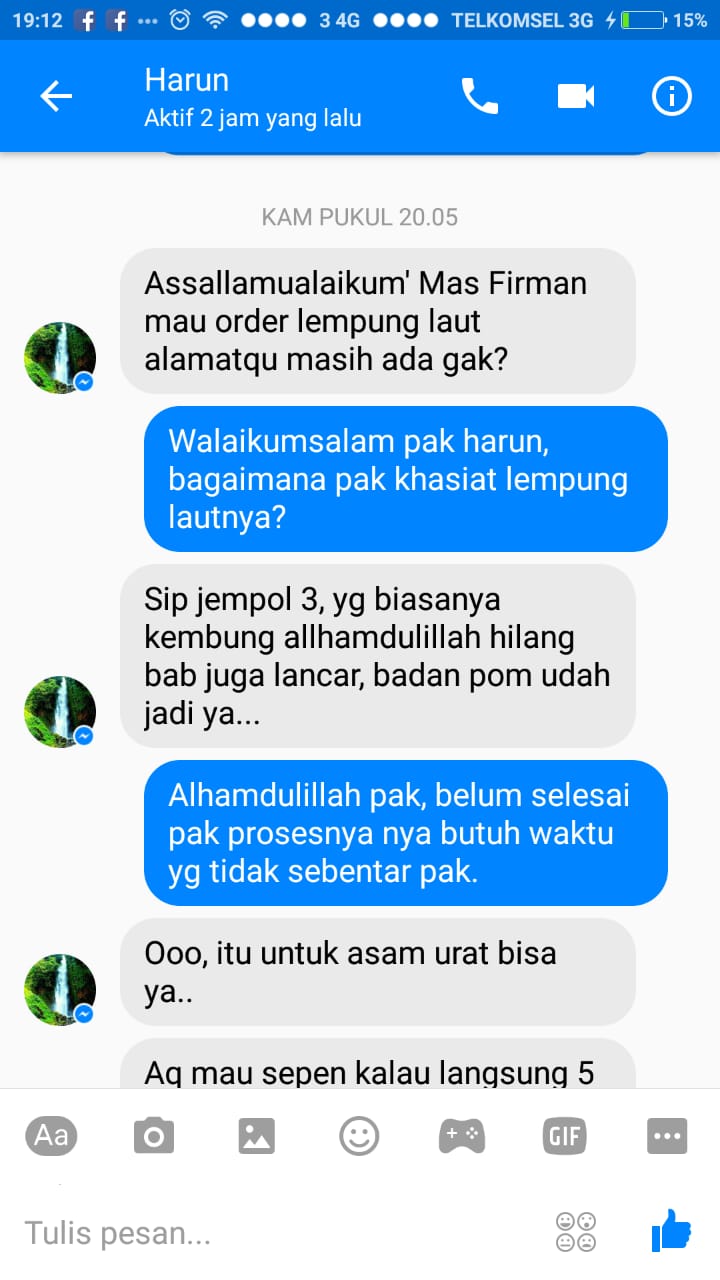 19:12 3 4G TELKOMSEL 3G 15%
Harun
Aktif 2 jam yang lalu
KAM PUKUL 20.05
Assallamualaikum' Mas Firman
mau order lempung laut
alamatqu masih ada gak?
Walaikumsalam pak harun,
bagaimana pak khasiat lempung
lautnya?
Sip jempol 3, yg biasanya
kembung allhamdulillah hilang
bab juga lancar, badan pom udah
jadi ya...
Alhamdulillah pak, belum selesai
pak prosesnya nya butuh waktu
yg tidak sebentar pak.
Ooo, itu untuk asam urat bisa
ya..
Aq mau sepen kalau langsung 5
Aa
GIF
Tulis pesan...